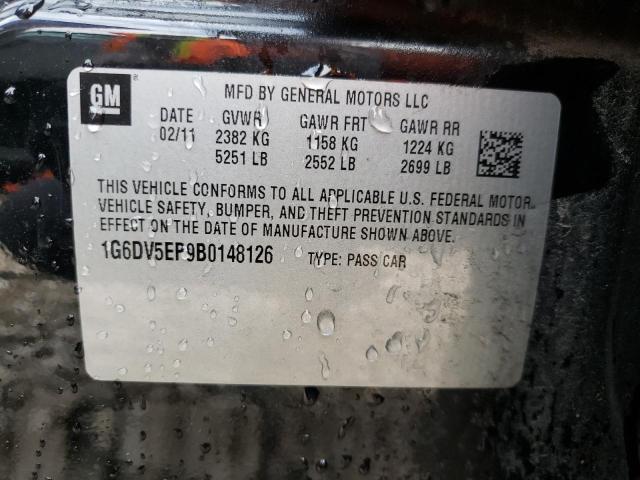 GM
MFD BY GENERAL MOTORS LLC
DATE GVWR GAWR FRT GAWR RR
02/11 2382 KG 1158 KG 1224 KG
5251 LB 2552 LB 2699 LB
THIS VEHICLE CONFORMS TO ALL APPLICABLE U.S. FEDERAL MOTOR
VEHICLE SAFETY, BUMPER, AND THEFT PREVENTION STANDARDS IN
EFFECT ON THE DATE OF MANUFACTURE SHOWN ABOVE.
1G6DV5EP9B0148126 TYPE: PASS CAR